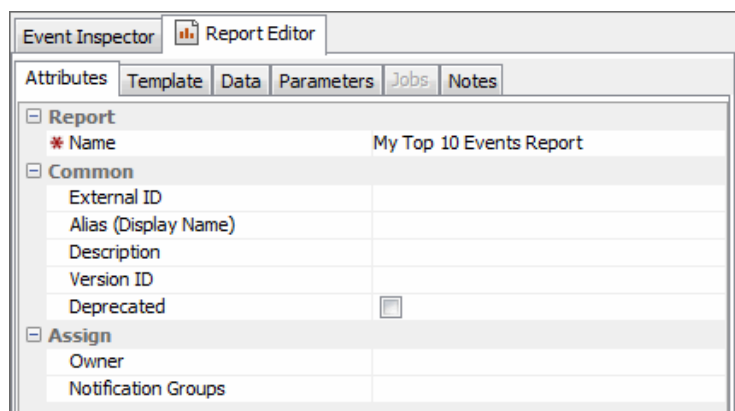 Event Inspector Report Editor
Attributes Template Data Parameters Jobs Notes
Report
* Name My Top 10 Events Report
Common
External ID
Alias (Display Name)
Description
Version ID
Deprecated
Assign
Owner
Notification Groups